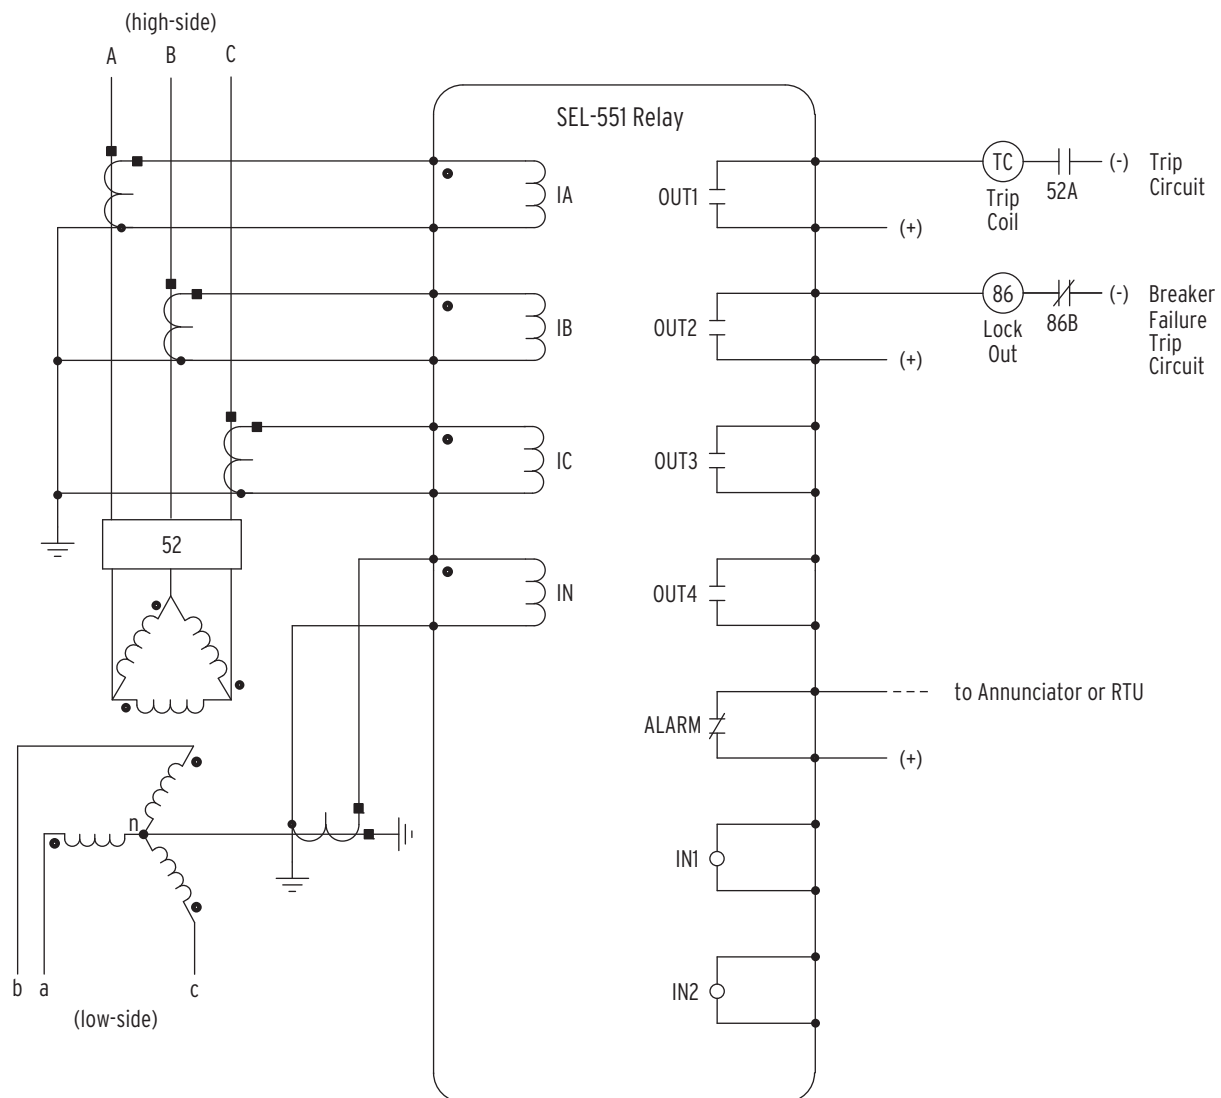 (high-side)
A B C
SEL-551 Relay
IA
OUT1
TC
Trip
Coil
52A
(-)
Trip
Circuit
(+)
IB
OUT2
86
Lock
Out
86B
(-)
Breaker
Failure
Trip
Circuit
(+)
IC
OUT3
52
IN
OUT4
ALARM
to Annunciator or RTU
(+)
n
IN1
IN2
b a c
(low-side)